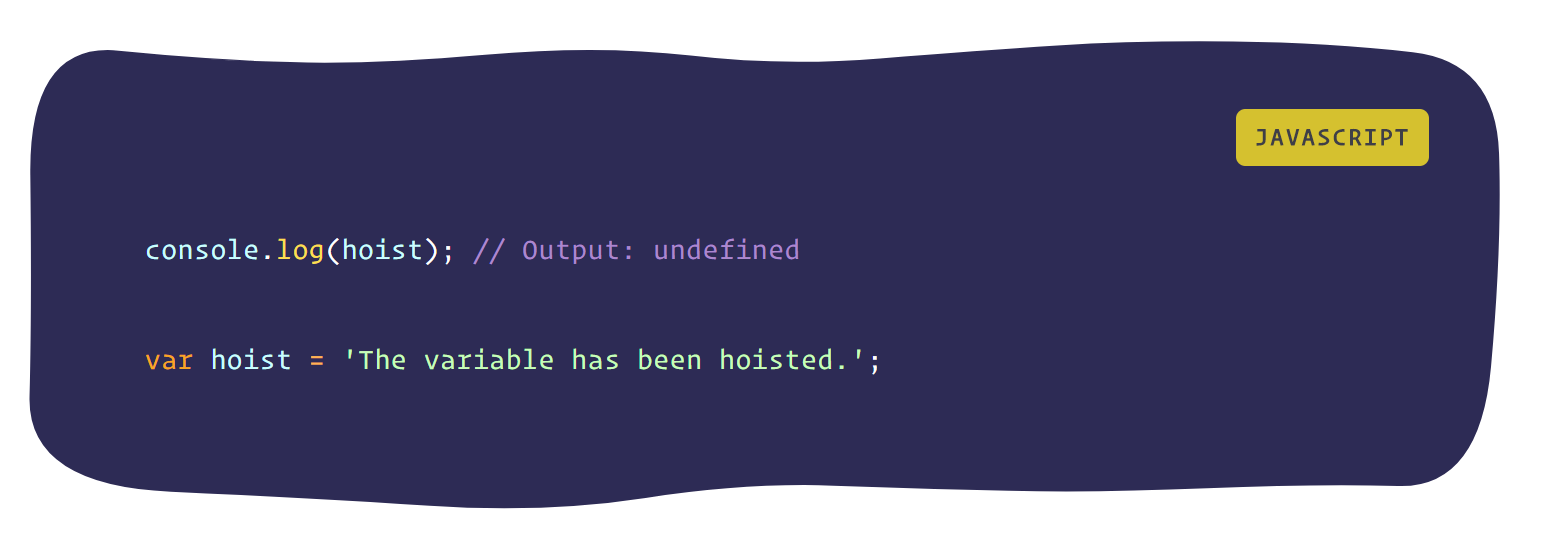 JAVASCRIPT
console.log(hoist); // Output: undefined
var hoist = 'The variable has been hoisted.';